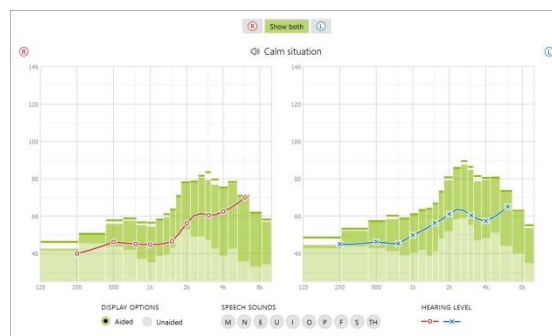 R Show both L
Calm situation
R L
140 140
120 120
100 100
80 80
60 60
40 40
125 250 500 1k 2k 4k 8k 125 250 500 1k 2k 4k 8k
DISPLAY OPTIONS SPEECH SOUNDS HEARING LEVEL
Aided Unaided M N E U I O P F S TH